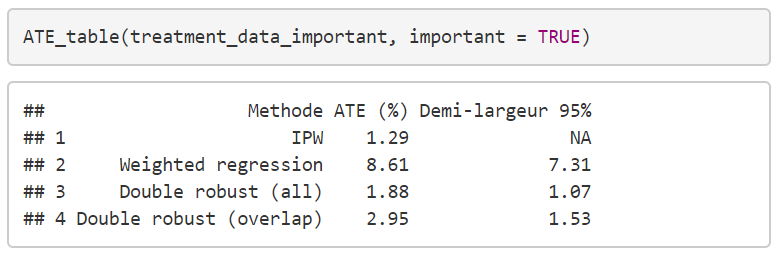 ATE_table(treatment_data_important, important = TRUE)
##                   Methode ATE (%) Demi-largeur 95%
## 1                     IPW    1.29               NA
## 2     Weighted regression    8.61             7.31
## 3     Double robust (all)    1.88             1.07
## 4 Double robust (overlap)    2.95             1.53